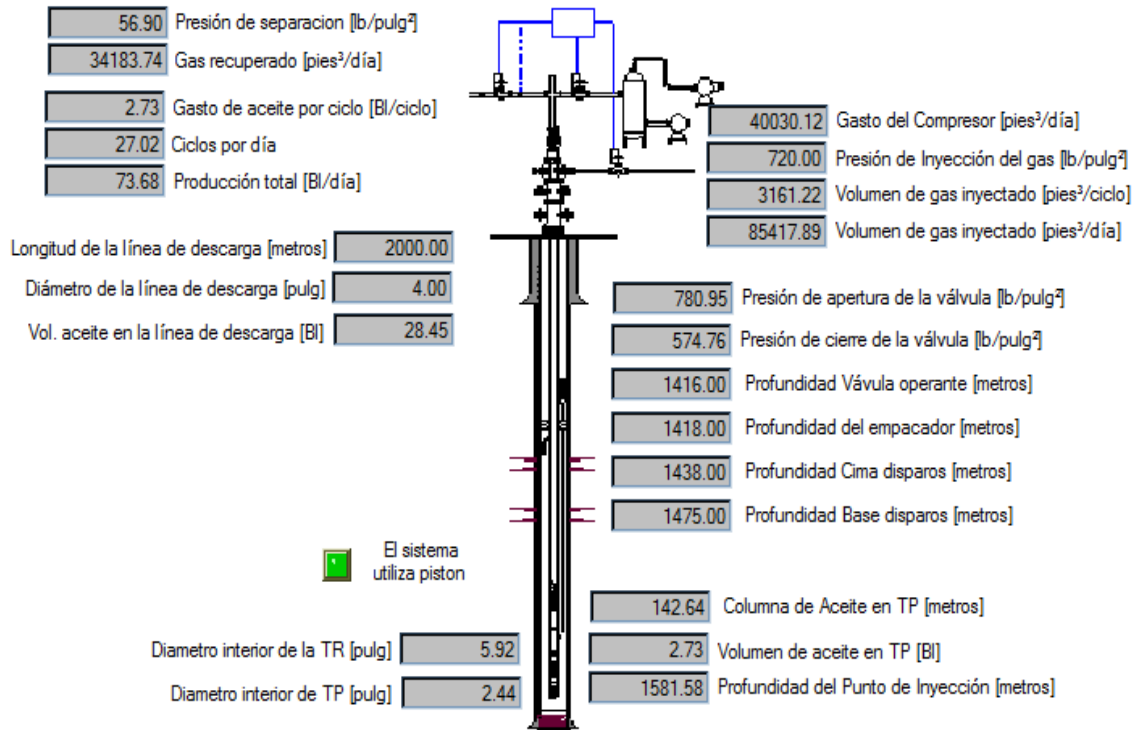 56.90 Presión de separacion [lb/pulg²]
34183.74 Gas recuperado [pies³/día]
2.73 Gasto de aceite por ciclo [Bl/ciclo]
27.02 Ciclos por día
73.68 Producción total [Bl/día]
40030.12 Gasto del Compresor [pies³/día]
720.00 Presión de Inyección del gas [lb/pulg²]
3161.22 Volumen de gas inyectado [pies³/ciclo]
85417.89 Volumen de gas inyectado [pies³/día]
Longitud de la línea de descarga [metros] 2000.00
Diámetro de la línea de descarga [pulg] 4.00
Vol. aceite en la línea de descarga [Bl] 28.45
780.95 Presión de apertura de la válvula [lb/pulg²]
574.76 Presión de cierre de la válvula [lb/pulg²]
1416.00 Profundidad Vávula operante [metros]
1418.00 Profundidad del empacador [metros]
1438.00 Profundidad Cima disparos [metros]
1475.00 Profundidad Base disparos [metros]
El sistema
utiliza piston
142.64 Columna de Aceite en TP [metros]
Diametro interior de la TR [pulg] 5.92
2.73 Volumen de aceite en TP [Bl]
Diametro interior de TP [pulg] 2.44
1581.58 Profundidad del Punto de Inyección [metros]